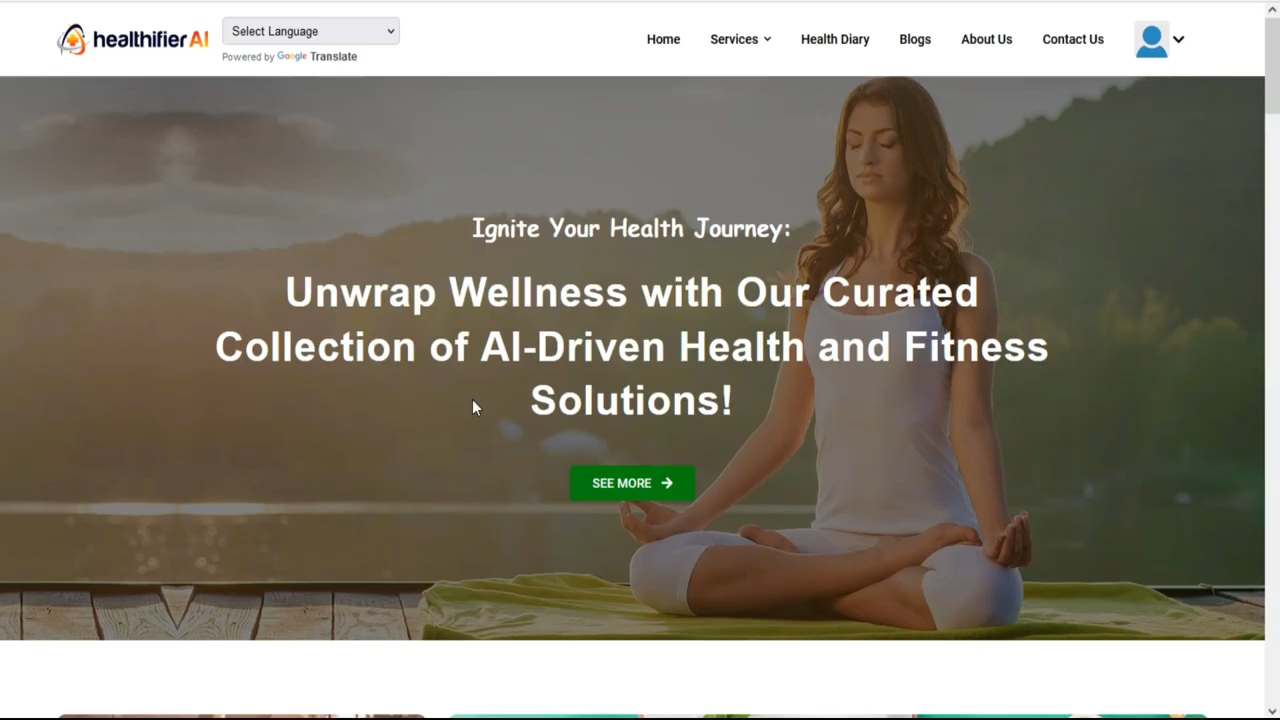 healthifier AI
Select Language
Powered by Google Translate
Home
Services
Health Diary
Blogs
About Us
Contact Us
Ignite Your Health Journey:
Unwrap Wellness with Our Curated
Collection of AI-Driven Health and Fitness
Solutions!
SEE MORE